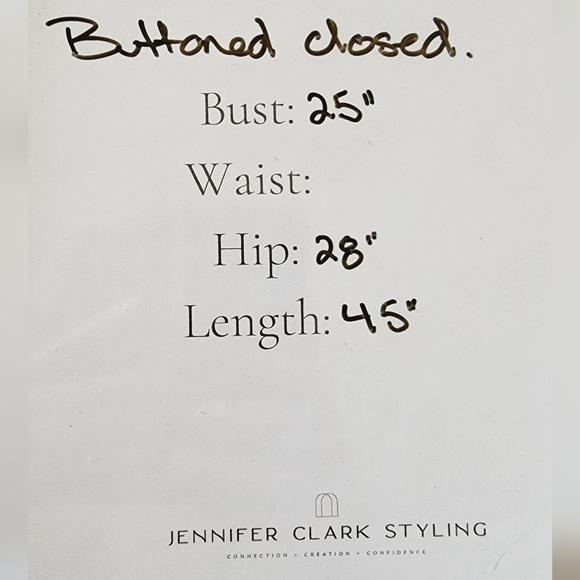 Buttoned closed.
Bust: 25"
Waist:
Hip: 28"
Length: 45"
JENNIFER CLARK STYLING
CONNECTION • CREATION • CONFIDENCE